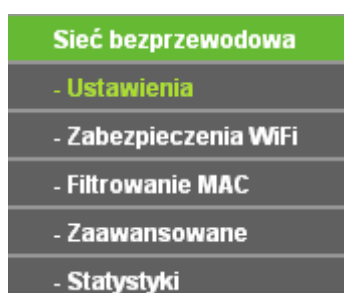 Sieć bezprzewodowa
- Ustawienia
- Zabezpieczenia WiFi
- Filtrowanie MAC
- Zaawansowane
- Statystyki